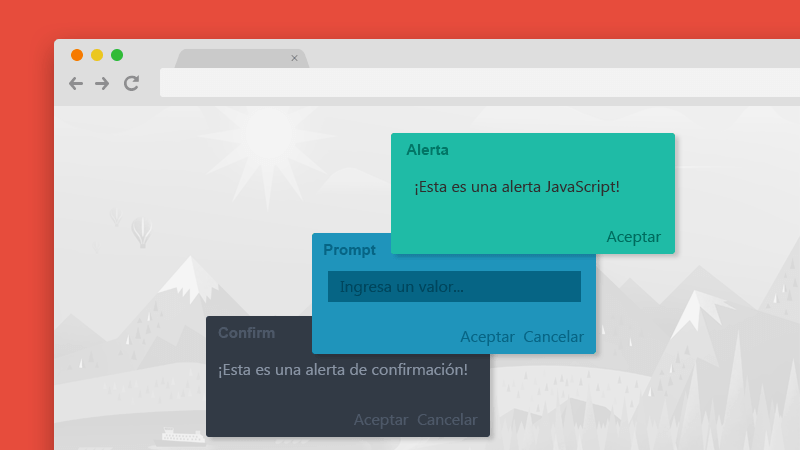 Alerta
¡Esta es una alerta JavaScript!
Aceptar
Prompt
Ingresa un valor...
Aceptar Cancelar
Confirm
¡Esta es una alerta de confirmación!
Aceptar Cancelar